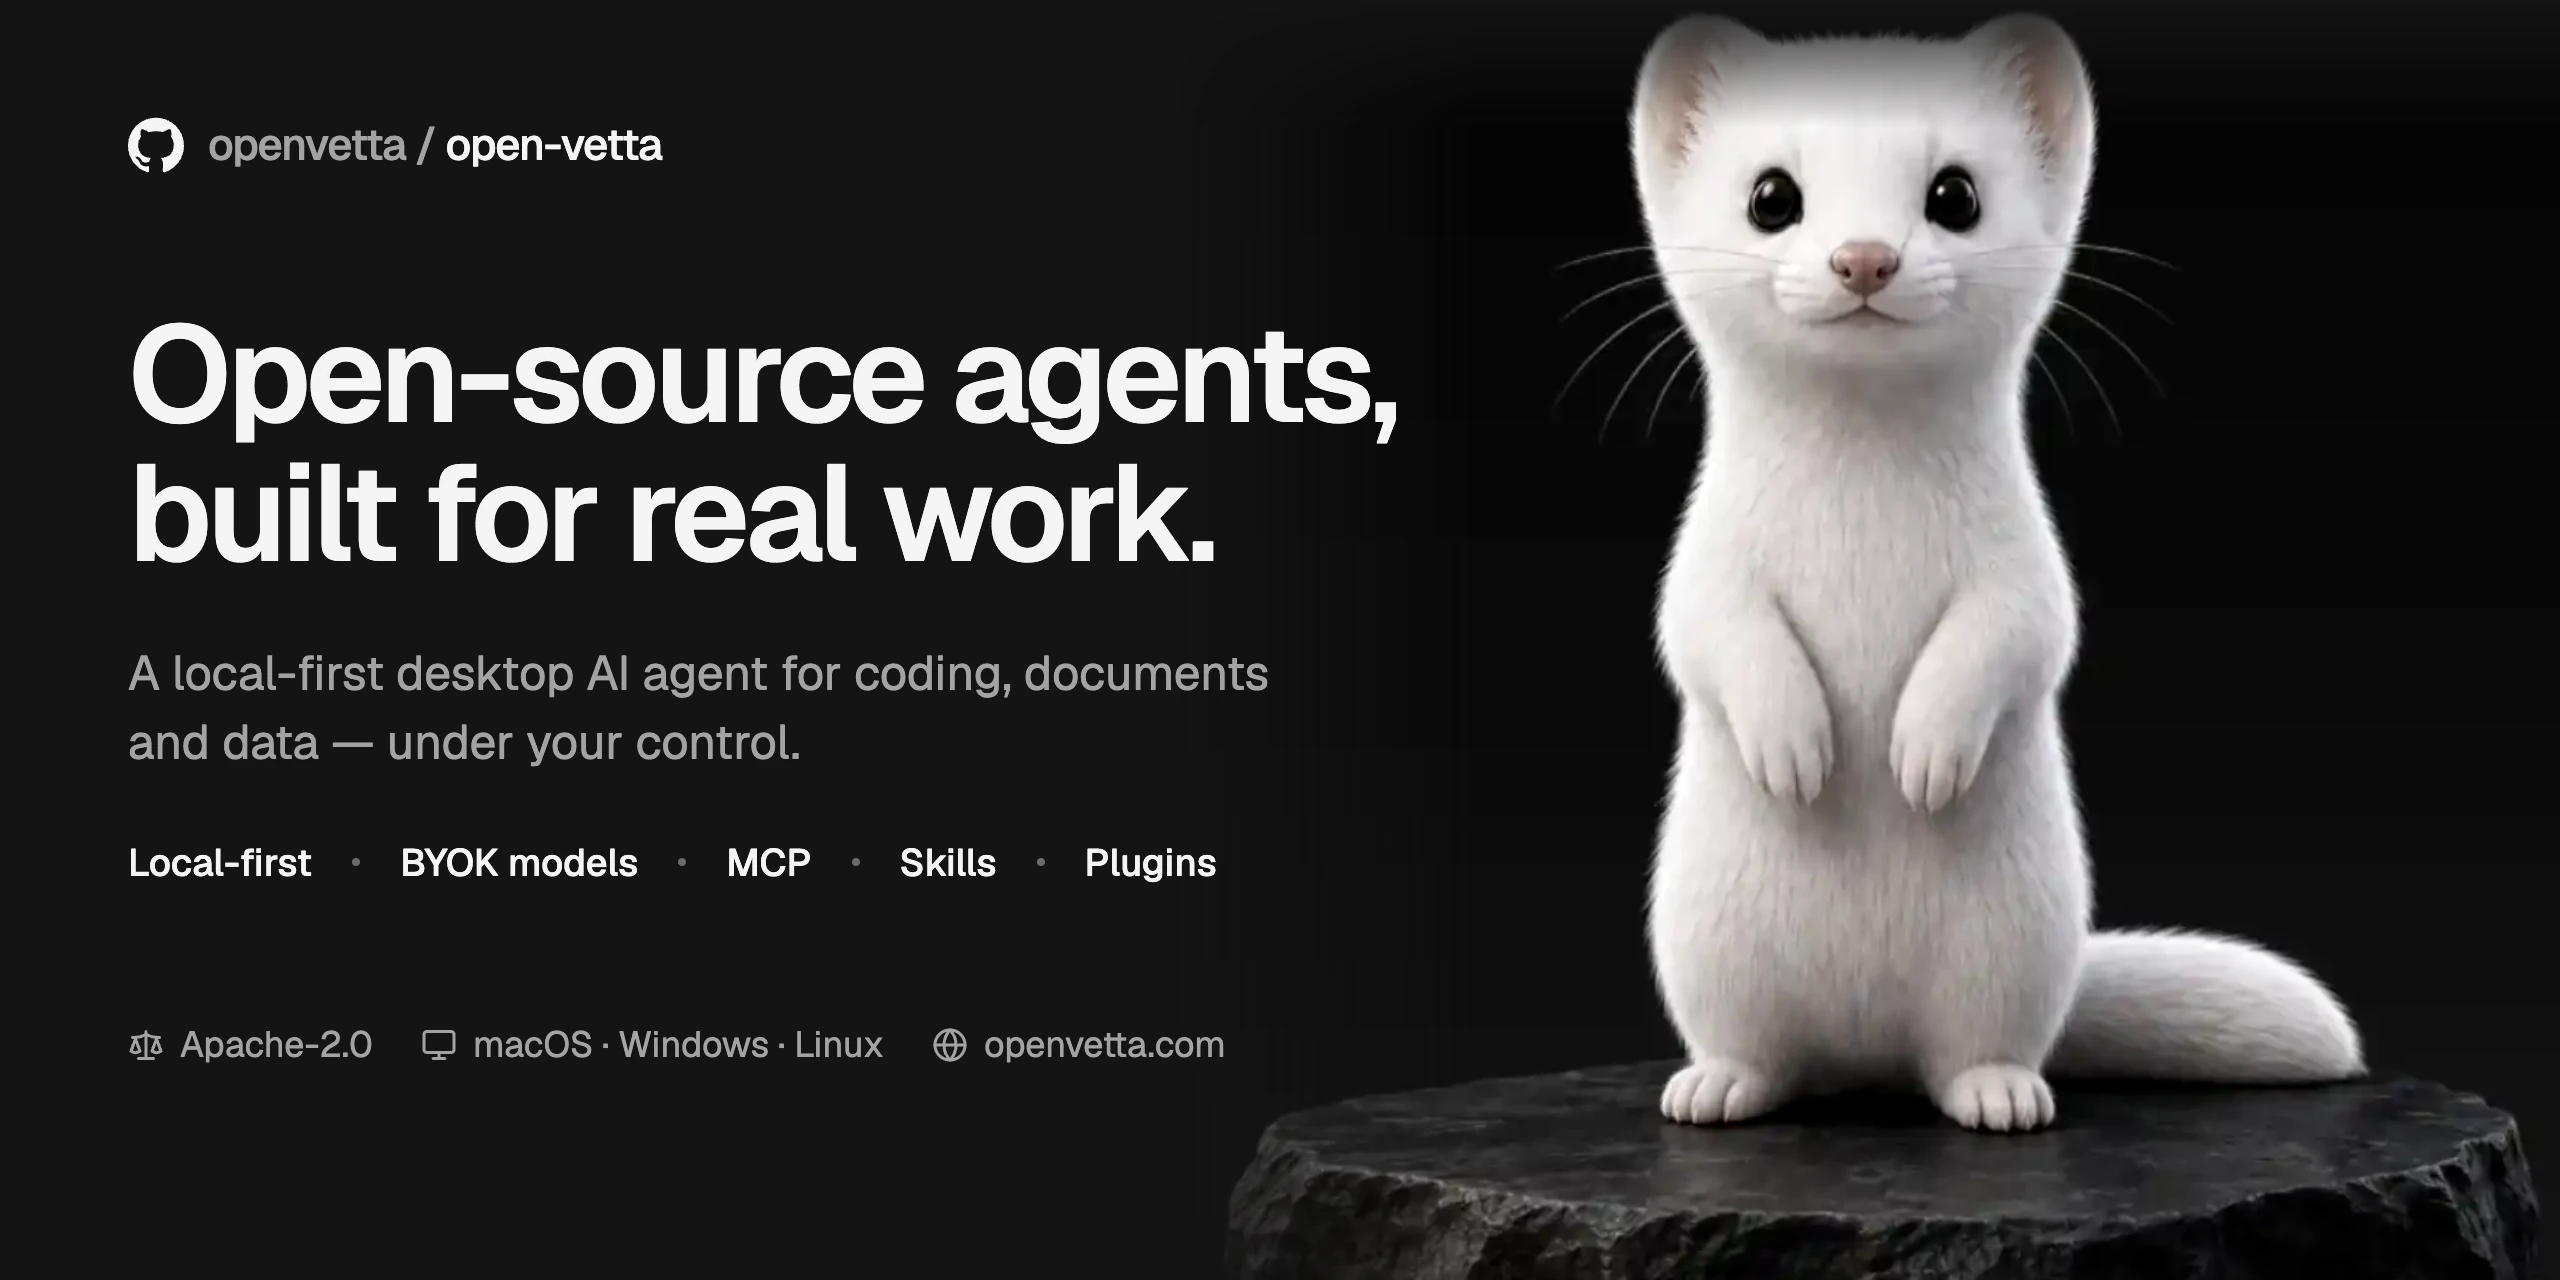 openvetta / open-vetta
Open-source agents,
built for real work.
A local-first desktop AI agent for coding, documents
and data — under your control.
Local-first · BYOK models · MCP · Skills · Plugins
Apache-2.0 macOS · Windows · Linux openvetta.com